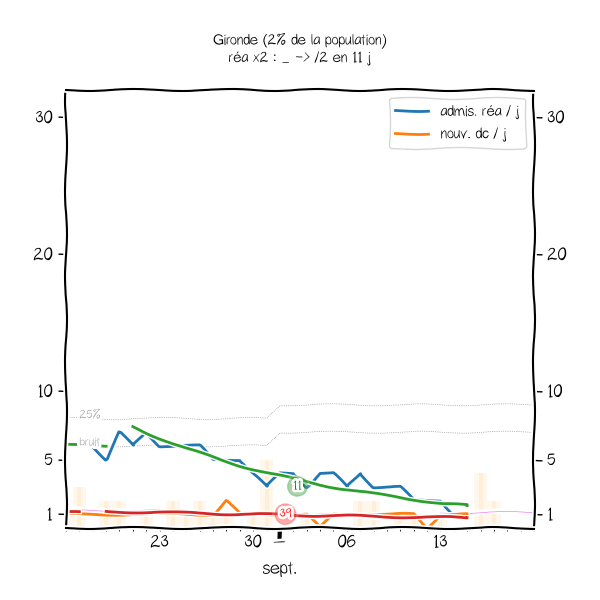 Gironde (2% de la population)
réa x2 : _ -> /2 en 11 j
admis. réa / j
nouv. dc / j
30
30
20
20
10
10
25%
bruit
5
5
11
39
1
1
23
30
06
13
sept.